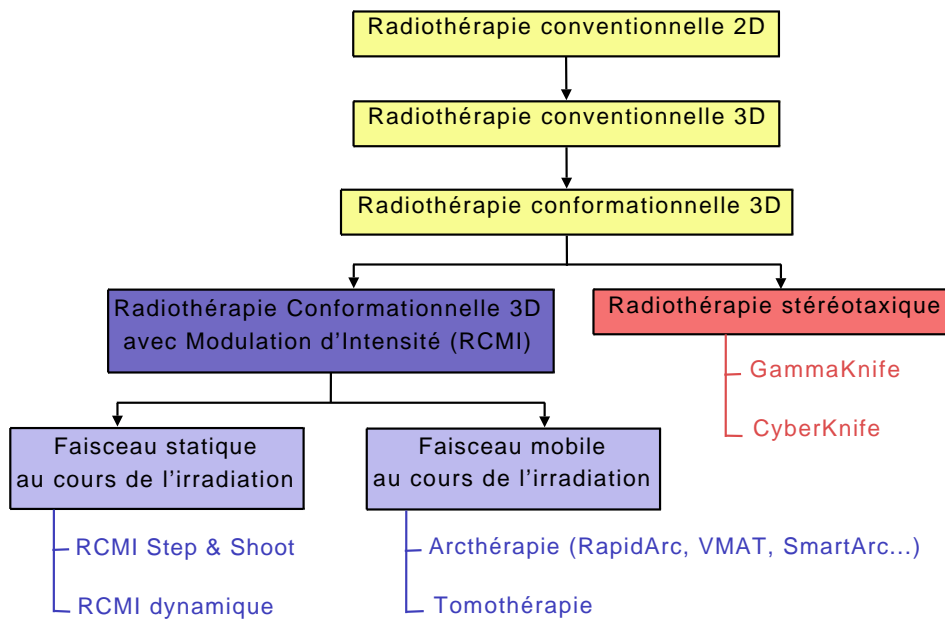 Radiothérapie conventionnelle 2D
Radiothérapie conventionnelle 3D
Radiothérapie conformationnelle 3D
Radiothérapie Conformationnelle 3D
avec Modulation d'Intensité (RCMI)
Radiothérapie stéréotaxique
GammaKnife
CyberKnife
Faisceau statique
au cours de l'irradiation
Faisceau mobile
au cours de l'irradiation
RCMI Step & Shoot
RCMI dynamique
Arcthérapie (RapidArc, VMAT, SmartArc...)
Tomothérapie